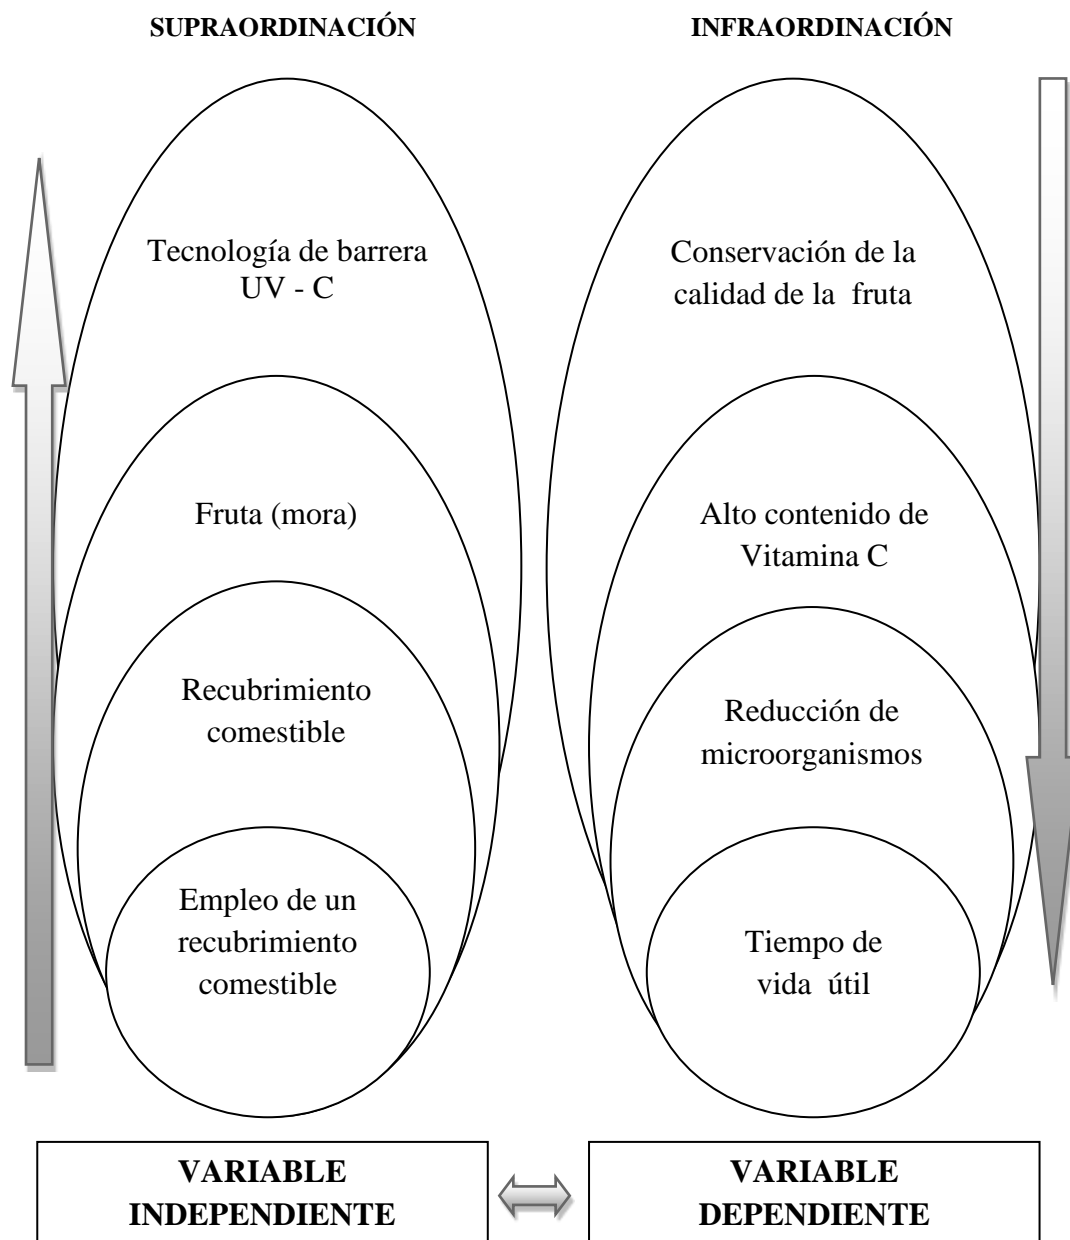 SUPRAORDINACIÓN
INFRAORDINACIÓN
Tecnología de barrera
UV - C
Fruta (mora)
Recubrimiento
comestible
Empleo de un
recubrimiento
comestible
Conservación de la
calidad de la fruta
Alto contenido de
Vitamina C
Reducción de
microorganismos
Tiempo de
vida útil
VARIABLE
INDEPENDIENTE
VARIABLE
DEPENDIENTE